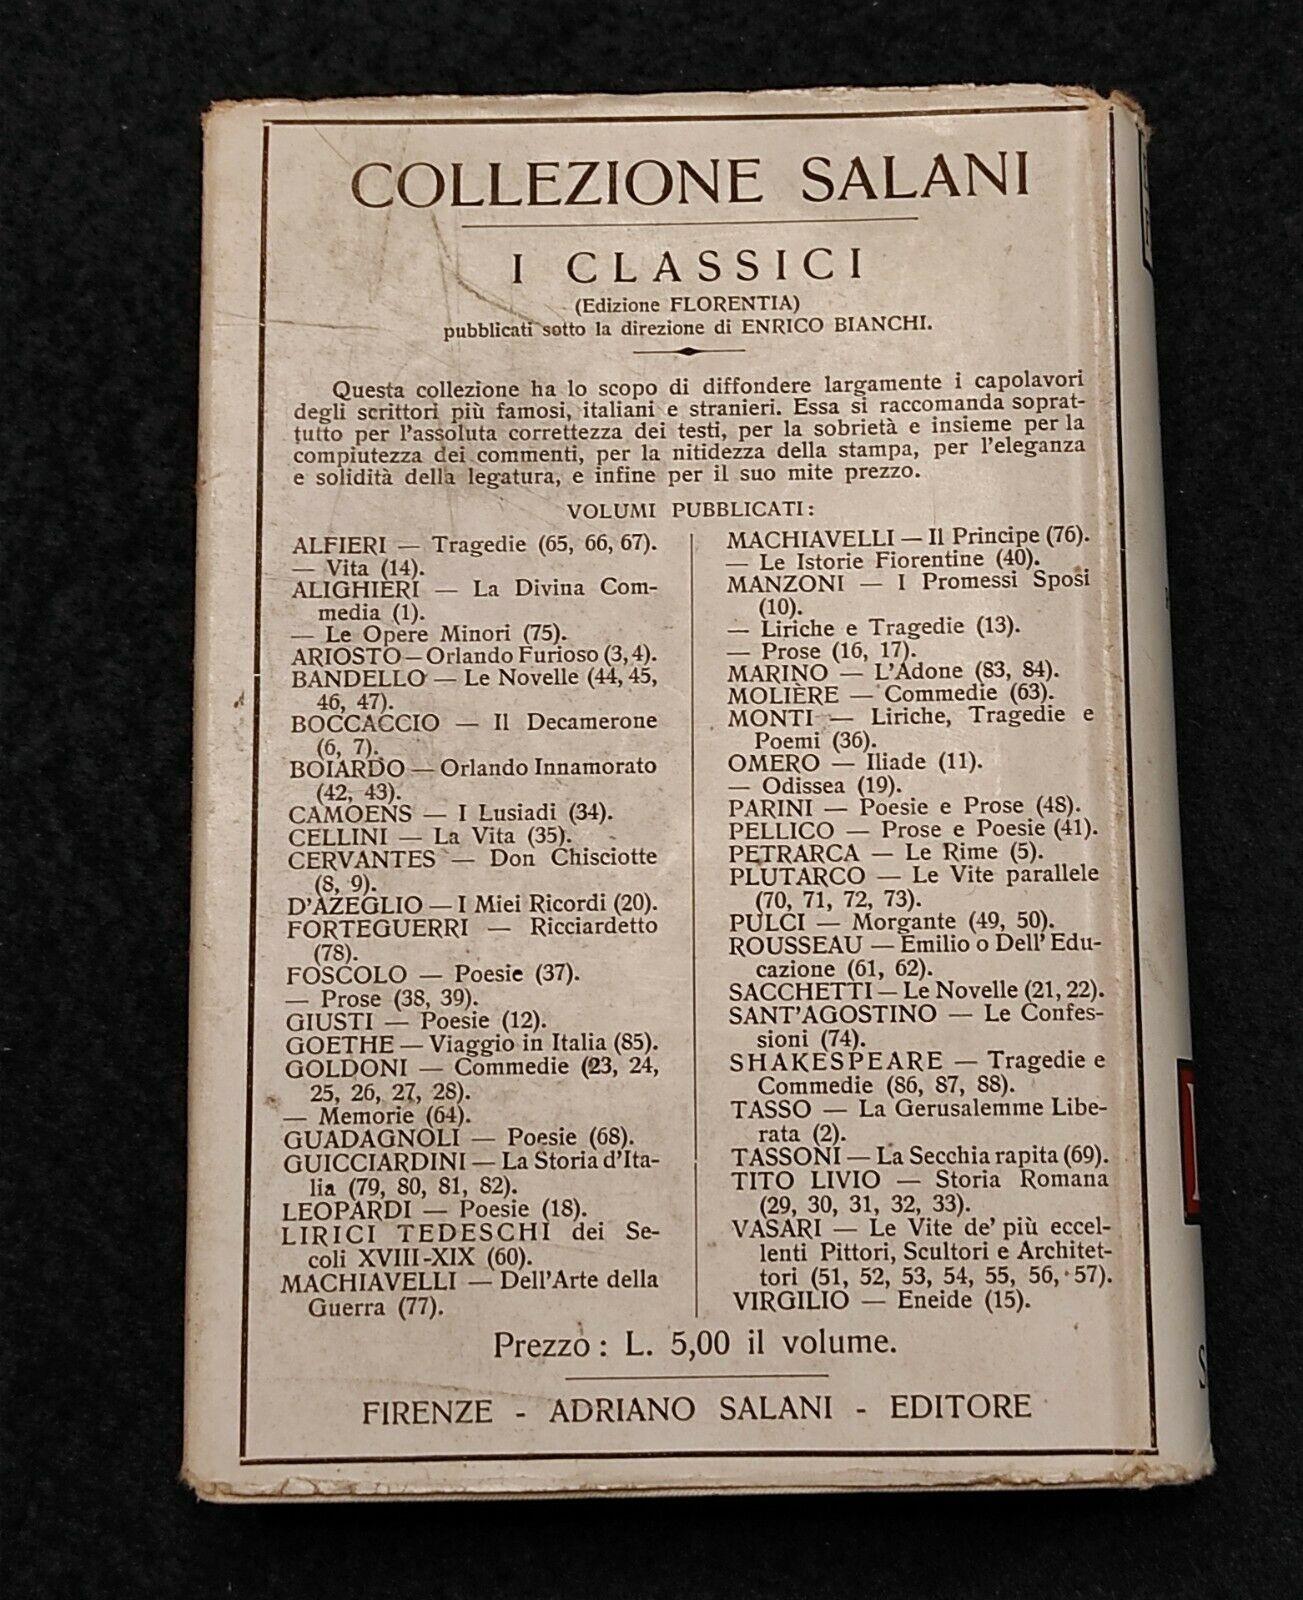 COLLEZIONE SALANI
I CLASSICI
(Edizione FLORENTIA)
pubblicati sotto la direzione di ENRICO BIANCHI.
Questa collezione ha lo scopo di diffondere largamente i capolavori
degli scrittori più famosi, italiani e stranieri. Essa si raccomanda soprat-
tutto per l'assoluta correttezza dei testi, per la sobrietà e insieme per la
compiutezza dei commenti, per la nitidezza della stampa, per l'eleganza
e solidità della legatura, e infine per il suo mite prezzo.
VOLUMI PUBBLICATI:
ALFIERI — Tragedie (65, 66, 67).
— Vita (14).
ALIGHIERI — La Divina Com-
media (1).
— Le Opere Minori (75).
ARIOSTO — Orlando Furioso (3, 4).
BANDELLO — Le Novelle (44, 45,
46, 47).
BOCCACCIO — Il Decamerone
(6, 7).
BOIARDO — Orlando Innamorato
(42, 43).
CAMOENS — I Lusiadi (34).
CELLINI — La Vita (35).
CERVANTES — Don Chisciotte
(8, 9).
D'AZEGLIO — I Miei Ricordi (20).
FORTEGUERRI — Ricciardetto
(78).
FOSCOLO — Poesie (37).
— Prose (38, 39).
GIUSTI — Poesie (12).
GOETHE — Viaggio in Italia (85).
GOLDONI — Commedie (23, 24,
25, 26, 27, 28).
— Memorie (64).
GUADAGNOLI — Poesie (68).
GUICCIARDINI — La Storia d'Ita-
lia (79, 80, 81, 82).
LEOPARDI — Poesie (18).
LIRICI TEDESCHI dei Se-
coli XVIII-XIX (60).
MACHIAVELLI — Dell'Arte della
Guerra (77).
MACHIAVELLI — Il Principe (76).
— Le Istorie Fiorentine (40).
MANZONI — I Promessi Sposi
(10).
— Liriche e Tragedie (13).
— Prose (16, 17).
MARINO — L'Adone (83, 84).
MOLIÈRE — Commedie (63).
MONTI — Liriche, Tragedie e
Poemi (36).
OMERO — Iliade (11).
— Odissea (19).
PARINI — Poesie e Prose (48).
PELLICO — Prose e Poesie (41).
PETRARCA — Le Rime (5).
PLUTARCO — Le Vite parallele
(70, 71, 72, 73).
PULCI — Morgante (49, 50).
ROUSSEAU — Emilio o Dell' Edu-
cazione (61, 62).
SACCHETTI — Le Novelle (21, 22).
SANT'AGOSTINO — Le Confes-
sioni (74).
SHAKESPEARE — Tragedie e
Commedie (86, 87, 88).
TASSO — La Gerusalemme Libe-
rata (2).
TASSONI — La Secchia rapita (69).
TITO LIVIO — Storia Romana
(29, 30, 31, 32, 33).
VASARI — Le Vite de' più eccel-
lenti Pittori, Scultori e Architet-
tori (51, 52, 53, 54, 55, 56, 57).
VIRGILIO — Eneide (15).
Prezzo: L. 5,00 il volume.
FIRENZE - ADRIANO SALANI - EDITORE